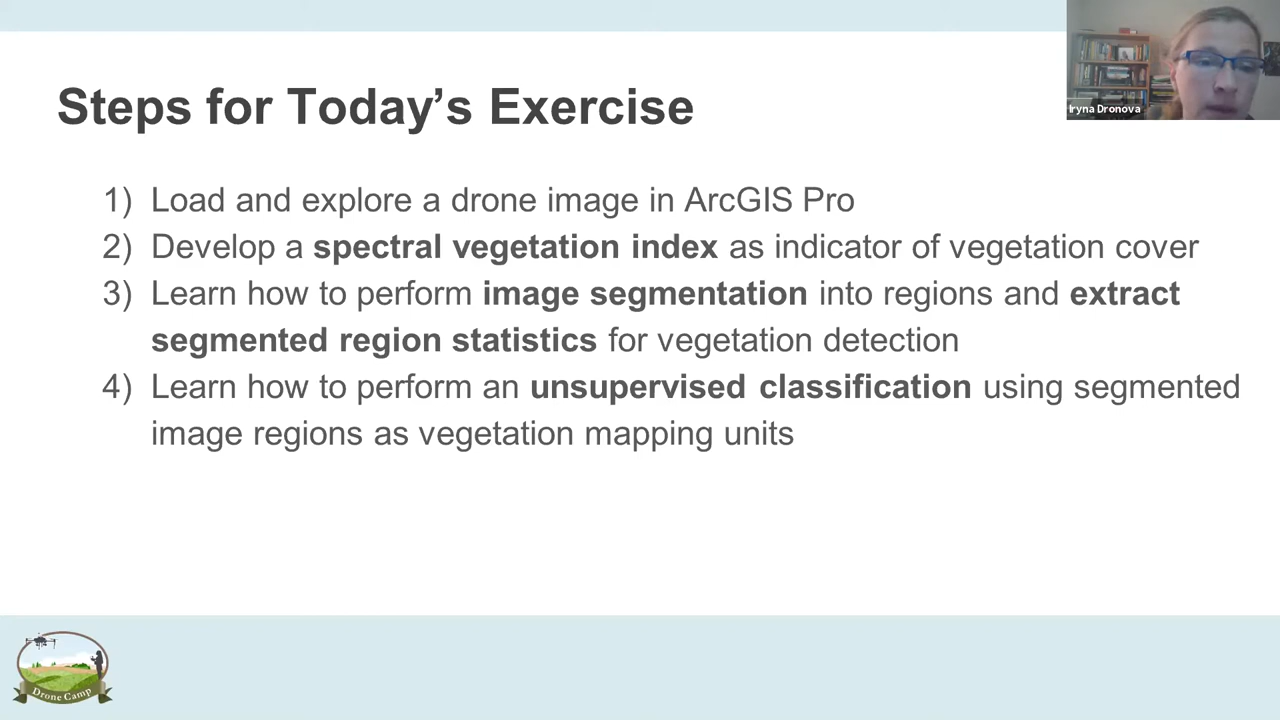 Iryna Dronova
Steps for Today's Exercise
1) Load and explore a drone image in ArcGIS Pro
2) Develop a spectral vegetation index as indicator of vegetation cover
3) Learn how to perform image segmentation into regions and extract
segmented region statistics for vegetation detection
4) Learn how to perform an unsupervised classification using segmented
image regions as vegetation mapping units
Drone Camp